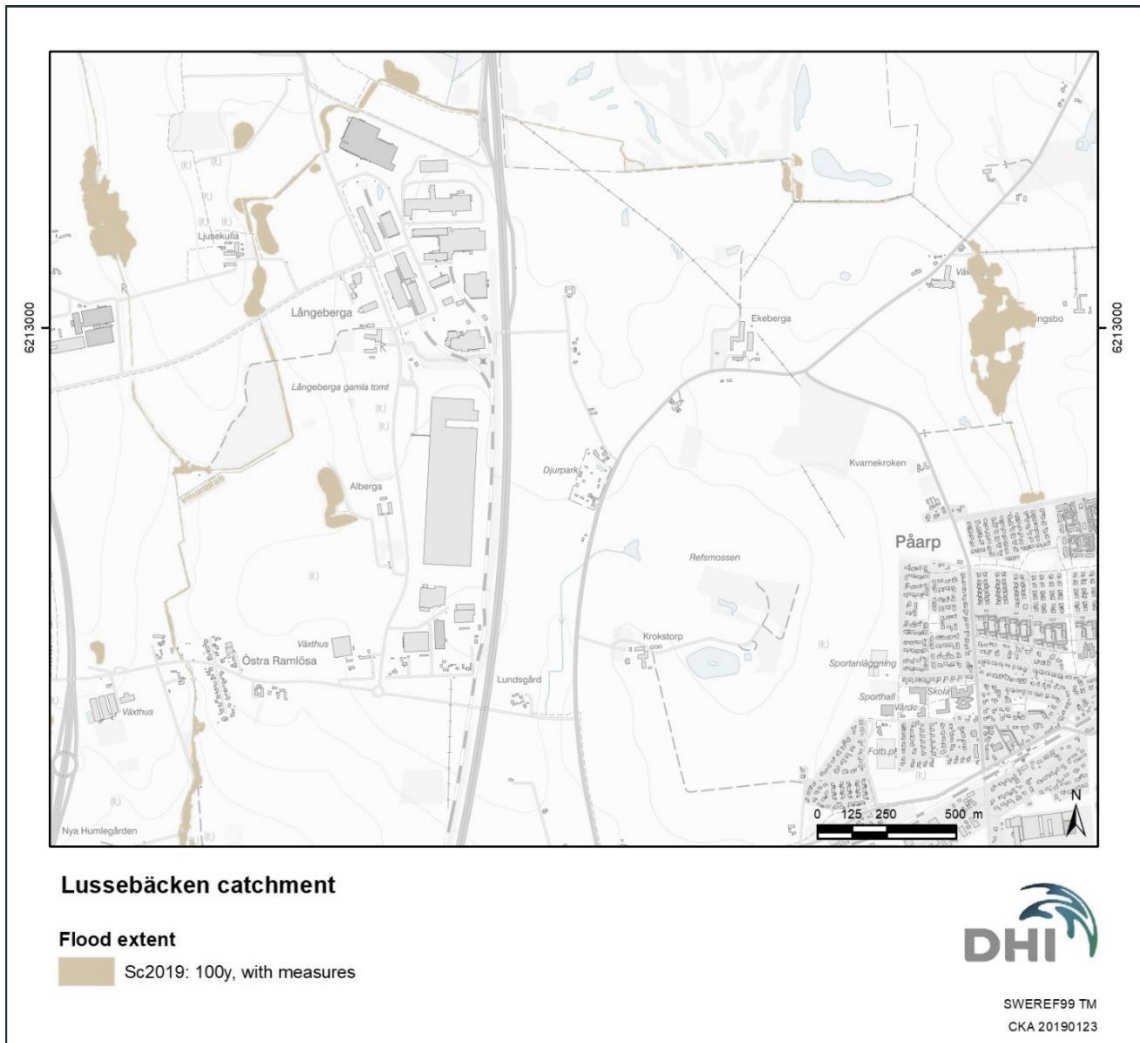 (R.)
(R.)
(R.)
(R.)
Ljusekulla
R
6213000
Långeberga
Ekeberga
Väx
ingsbo
6213000
Långeberga gamla tomt
(R.)
(R.)
Djurpark
Kvarnekroken
Alberga
Påarp
Refsmossen
(R.)
Växthus
Krokstorp
(R.)
Östra Ramlösa
Sportanläggning
(R.)
Lundsgård
Sporthall
Skola
Växthus
Vårdc
Fotb.pl
(R.)
(R.)
Nya Humlegården
(R.)
N
0 125 250 500 m
Lussebäcken catchment
Flood extent
Sc2019: 100y, with measures
DHI
SWEREF99 TM
CKA 20190123